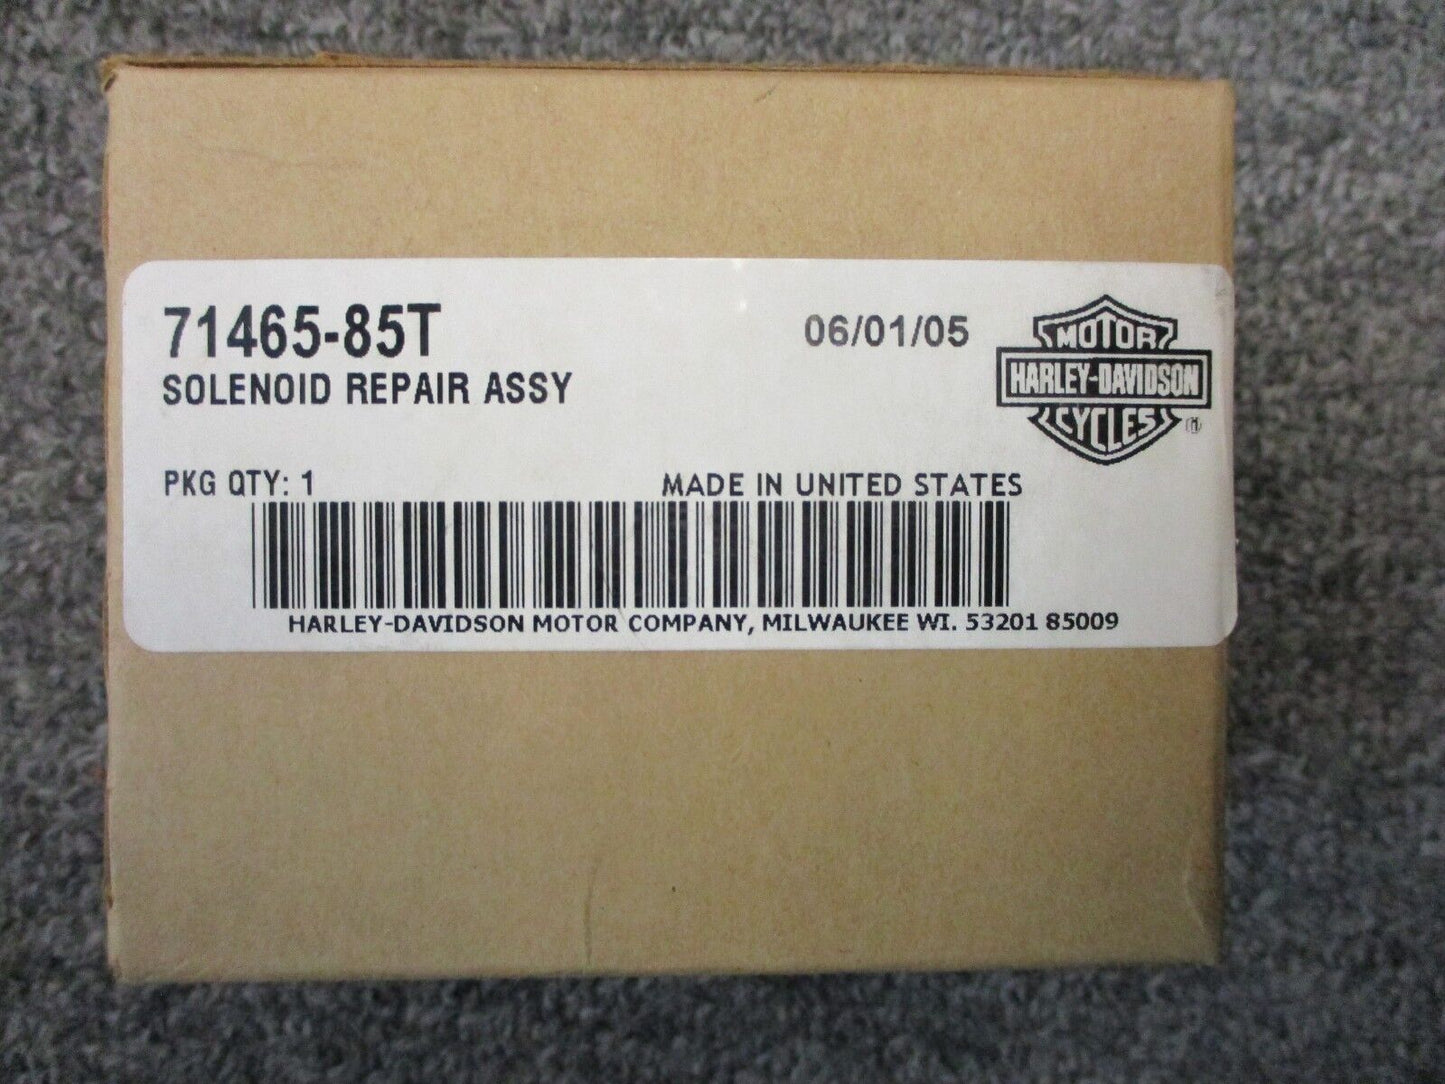 71465-85T
06/01/05
SOLENOID REPAIR ASSY
MOTOR
HARLEY-DAVIDSON
CYCLES
®
PKG QTY: 1
MADE IN UNITED STATES
HARLEY-DAVIDSON MOTOR COMPANY, MILWAUKEE WI. 53201 85009